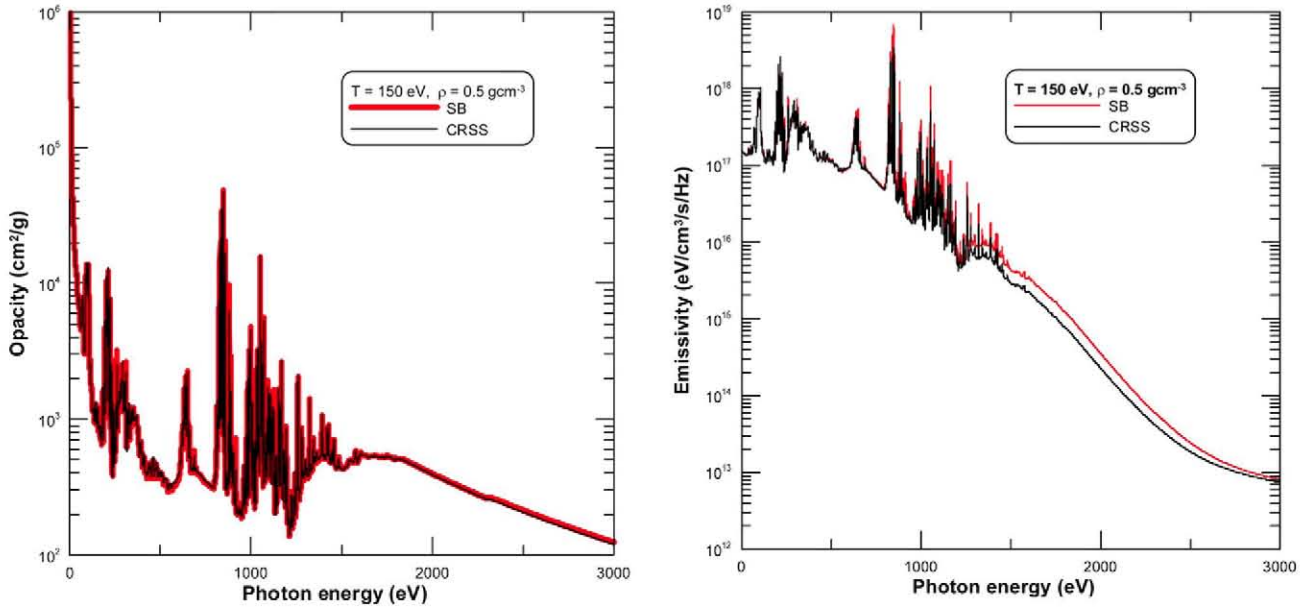 10⁶
10⁵
10⁴
10³
10²
Opacity (cm²/g)
T = 150 eV, ρ = 0.5 gcm⁻³
SB
CRSS
0
1000
2000
3000
Photon energy (eV)
10¹⁹
10¹⁸
10¹⁷
10¹⁶
10¹⁵
10¹⁴
10¹³
10¹²
Emissivity (eV/cm³/s/Hz)
T = 150 eV, ρ = 0.5 gcm⁻³
SB
CRSS
0
1000
2000
3000
Photon energy (eV)